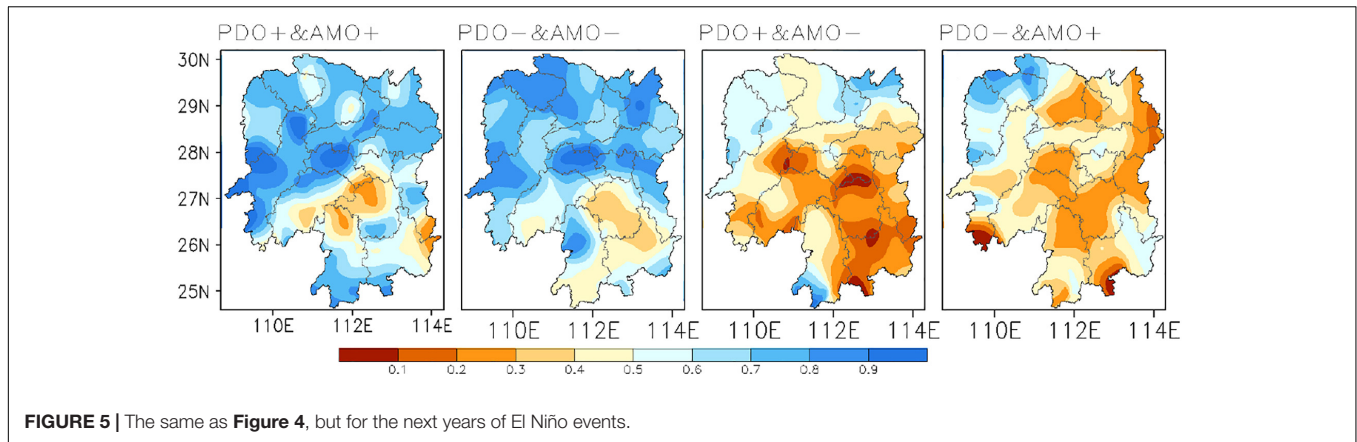 PDO+&AMO+ PDO-&AMO- PDO+&AMO- PDO-&AMO+
30N
29N
28N
27N
26N
25N
110E 112E 114E 110E 112E 114E 110E 112E 114E 110E 112E 114E
0.1 0.2 0.3 0.4 0.5 0.6 0.7 0.8 0.9
FIGURE 5 | The same as Figure 4, but for the next years of El Niño events.